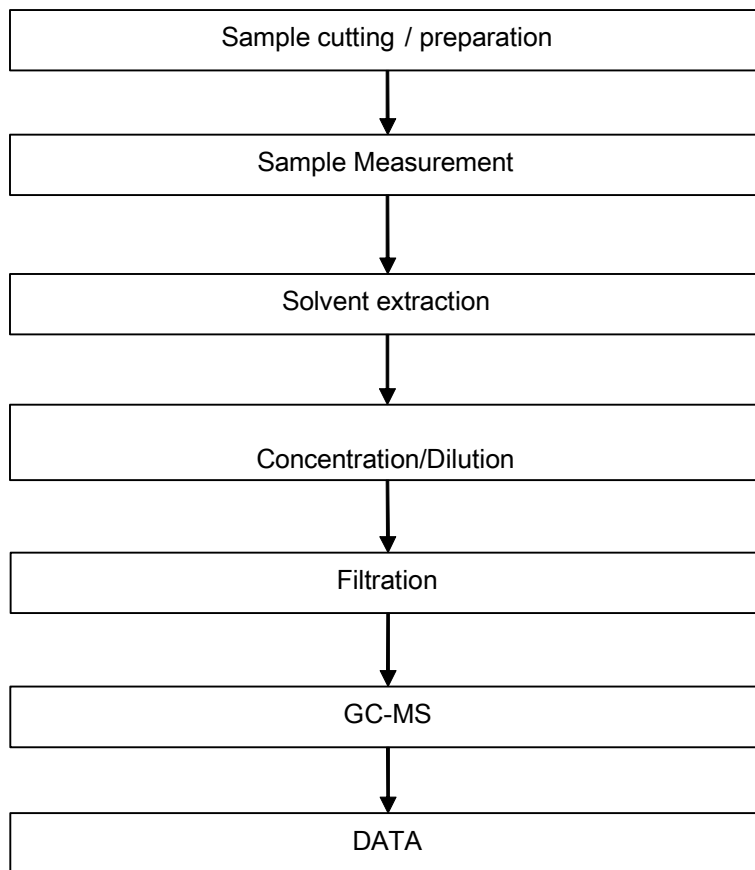 Sample cutting / preparation
Sample Measurement
Solvent extraction
Concentration/Dilution
Filtration
GC-MS
DATA